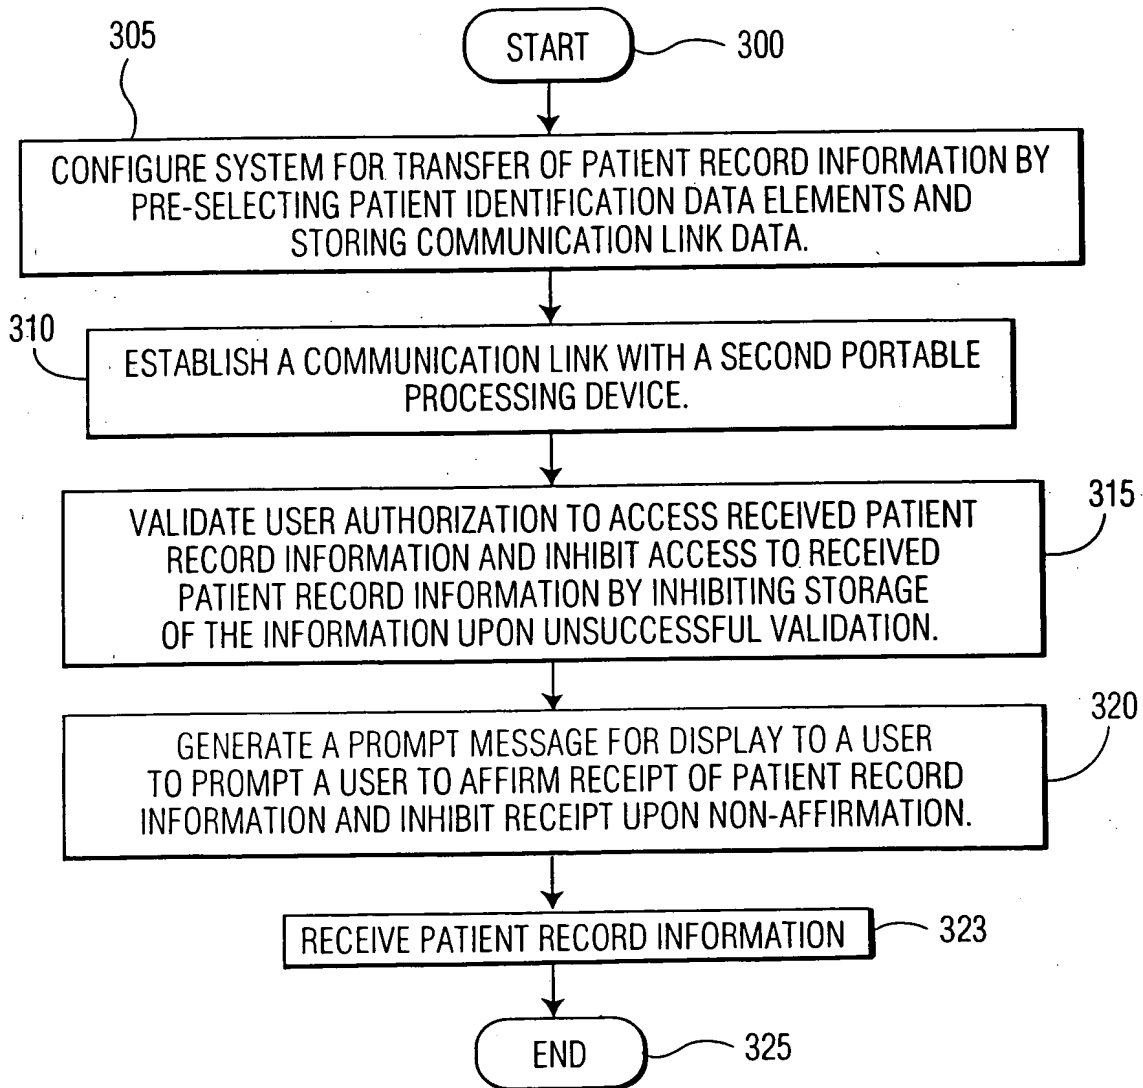 305
START
300
CONFIGURE SYSTEM FOR TRANSFER OF PATIENT RECORD INFORMATION BY
PRE-SELECTING PATIENT IDENTIFICATION DATA ELEMENTS AND
STORING COMMUNICATION LINK DATA.
310
ESTABLISH A COMMUNICATION LINK WITH A SECOND PORTABLE
PROCESSING DEVICE.
315
VALIDATE USER AUTHORIZATION TO ACCESS RECEIVED PATIENT
RECORD INFORMATION AND INHIBIT ACCESS TO RECEIVED
PATIENT RECORD INFORMATION BY INHIBITING STORAGE
OF THE INFORMATION UPON UNSUCCESSFUL VALIDATION.
320
GENERATE A PROMPT MESSAGE FOR DISPLAY TO A USER
TO PROMPT A USER TO AFFIRM RECEIPT OF PATIENT RECORD
INFORMATION AND INHIBIT RECEIPT UPON NON-AFFIRMATION.
RECEIVE PATIENT RECORD INFORMATION
323
END
325